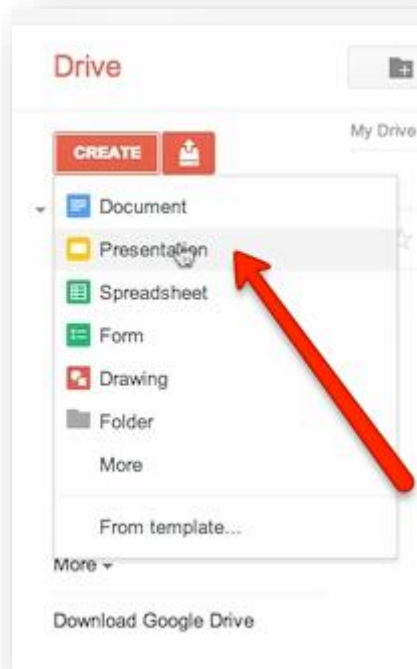 Drive
My Drive
CREATE
Document
Presentation
Spreadsheet
Form
Drawing
Folder
More
From template...
More
Download Google Drive